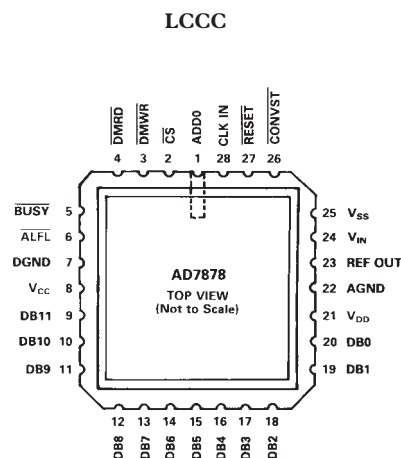 LCCC
DMRD DMWR CS ADD0 CLK IN RESET CONVST
4 3 2 1 28 27 26
BUSY 5
ALFL 6
DGND 7
VCC 8
DB11 9
DB10 10
DB9 11
AD7878
TOP VIEW
(Not to Scale)
25 VSS
24 VIN
23 REF OUT
22 AGND
21 VDD
20 DB0
19 DB1
12 13 14 15 16 17 18
DB8 DB7 DB6 DB5 DB4 DB3 DB2